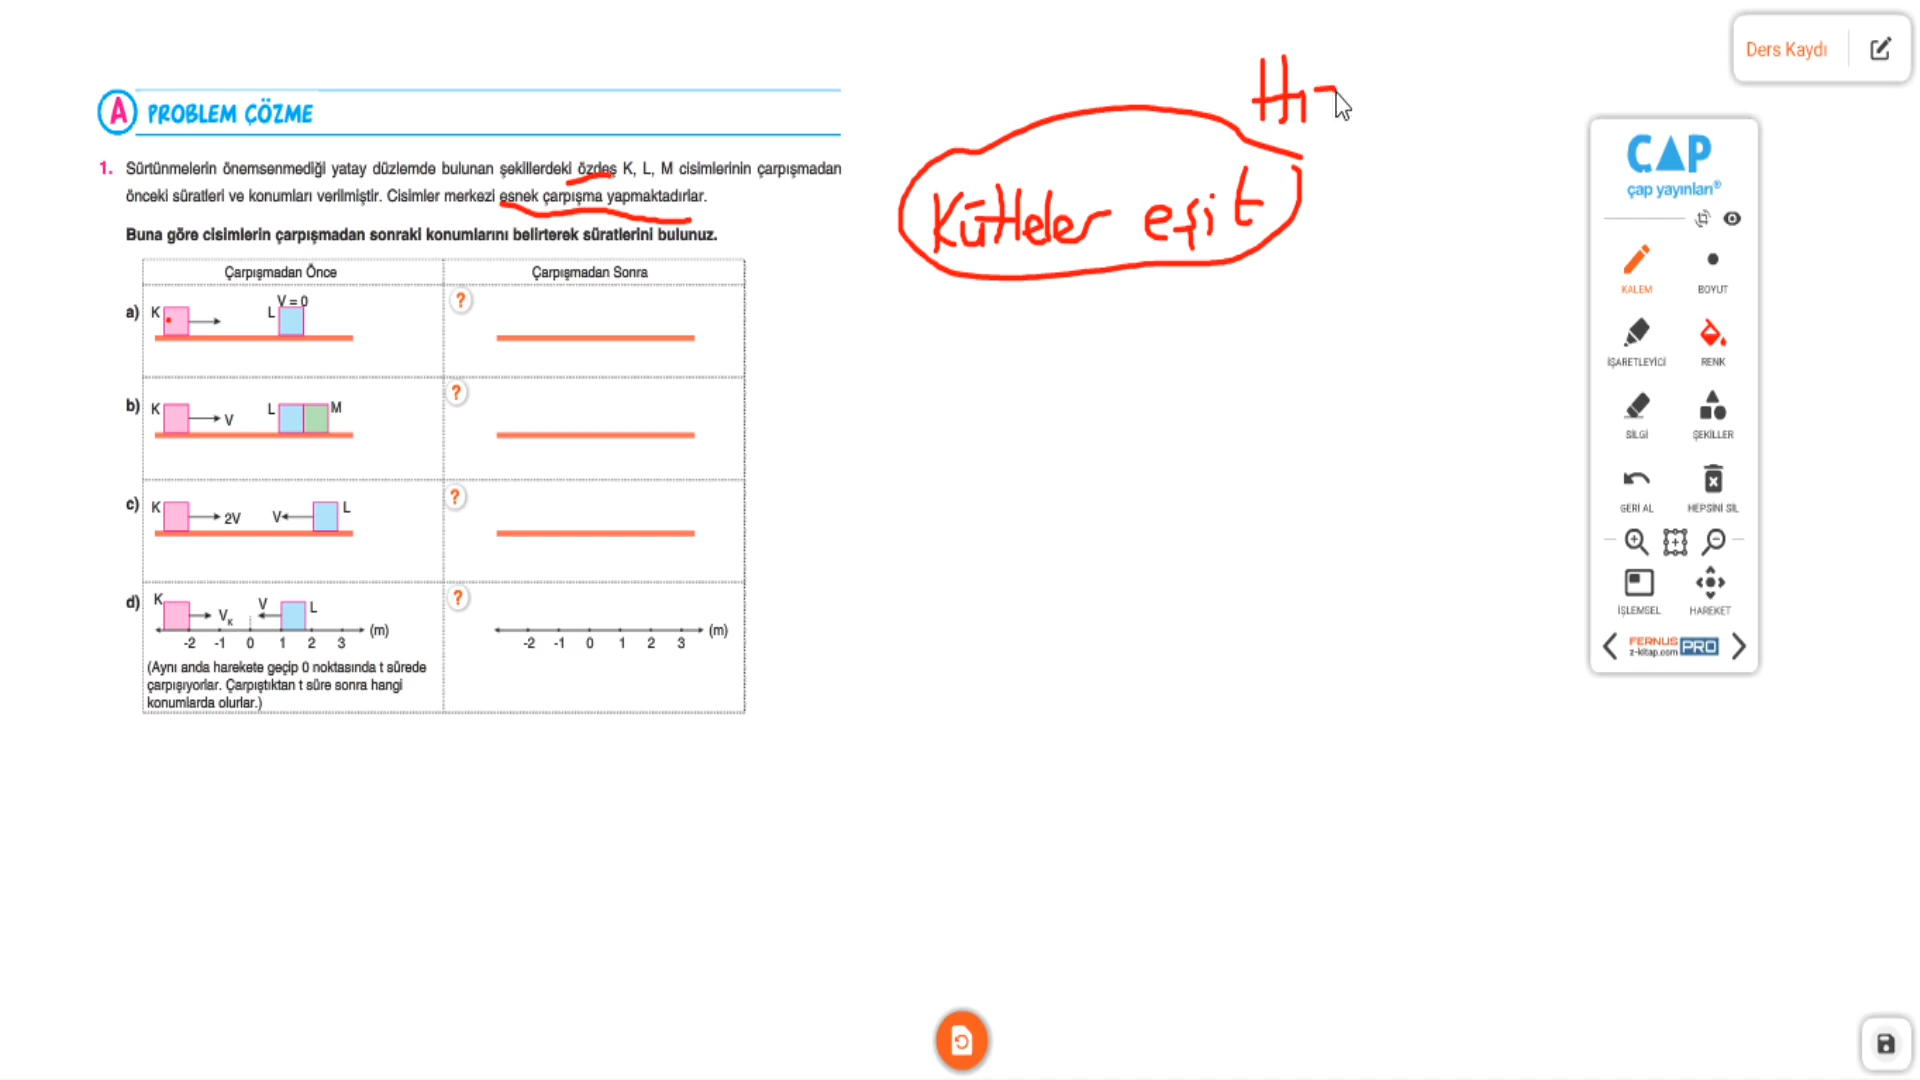 Ders Kaydı
A PROBLEM ÇÖZME
1. Sürtünmelerin önemsenmediği yatay düzlemde bulunan şekillerdeki özdeş K, L, M cisimlerinin çarpışmadan
önceki süratleri ve konumları verilmiştir. Cisimler merkezi esnek çarpışma yapmaktadırlar.
Buna göre cisimlerin çarpışmadan sonraki konumlarını belirterek süratlerini bulunuz.
Çarpışmadan Önce
Çarpışmadan Sonra
a) K L V = 0
?
b) K V L M
?
c) K 2V V L
?
d) K VK V L
?
-2 -1 0 1 2 3 (m)
-2 -1 0 1 2 3 (m)
(Aynı anda harekete geçip 0 noktasında t sürede
çarpışıyorlar. Çarpıştıktan t süre sonra hangi
konumlarda olurlar.)
Kütleler eşit
ÇAP
çap yayınları®
KALEM
BOYUT
İŞARETLEYİCİ
RENK
SİLGİ
ŞEKİLLER
GERİ AL
HEPSİNİ SİL
İŞLEMSEL
HAREKET
FERNUS
z-kitap.com PRO